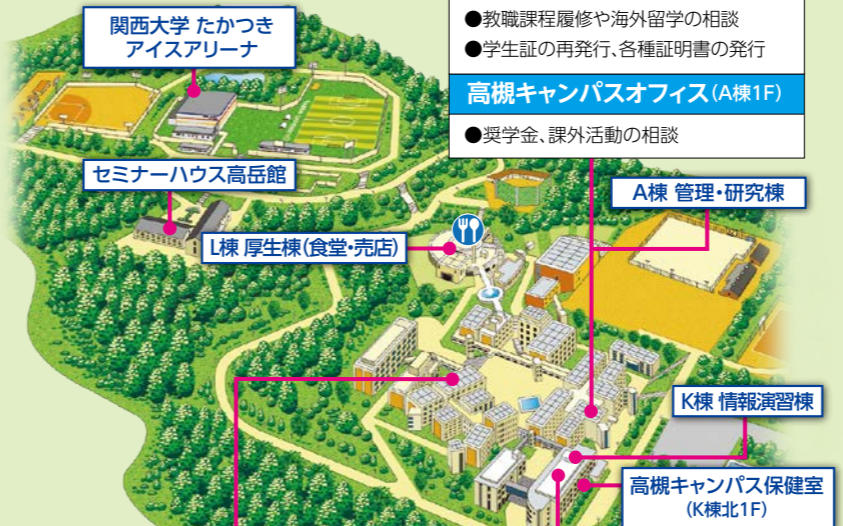 ●教職課程履修や海外留学の相談
●学生証の再発行、各種証明書の発行
高槻キャンパスオフィス(A棟1F)
●奨学金、課外活動の相談
関西大学 たかつき
アイスアリーナ
セミナーハウス高岳館
A棟 管理・研究棟
L棟 厚生棟(食堂・売店)
K棟 情報演習棟
高槻キャンパス保健室
(K棟北1F)